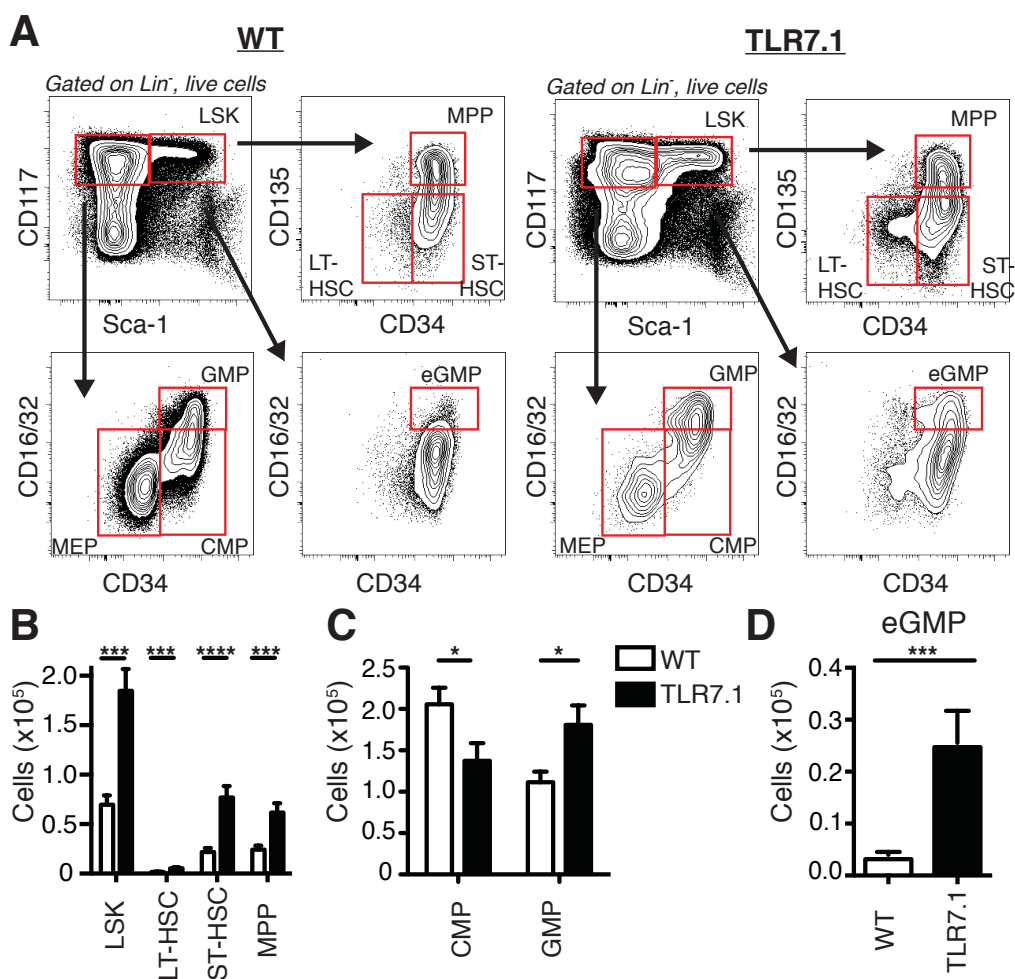 A
WT
TLR7.1
Gated on Lin-, live cells
LSK
MPP
CD117
CD135
LT-
HSC
ST-
HSC
Sca-1
CD34
Gated on Lin-, live cells
LSK
MPP
CD117
CD135
LT-
HSC
ST-
HSC
Sca-1
CD34
GMP
eGMP
CD16/32
CD16/32
MEP
CMP
CD34
CD34
GMP
eGMP
CD16/32
CD16/32
MEP
CMP
CD34
CD34
B
*** *** **** ***
Cells (x10⁵)
2.0
1.5
1.0
0.5
0
LSK
LT-HSC
ST-HSC
MPP
C
* *
Cells (x10⁵)
2.5
2.0
1.5
1.0
0.5
0
CMP
GMP
WT
TLR7.1
D
eGMP
***
Cells (x10⁵)
0.4
0.3
0.2
0.1
0.0
WT
TLR7.1